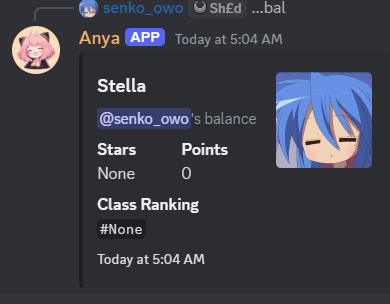 senko_owo Sh£d ...bal
Anya APP Today at 5:04 AM
Stella
@senko_owo's balance
Stars Points
None 0
Class Ranking
#None
Today at 5:04 AM